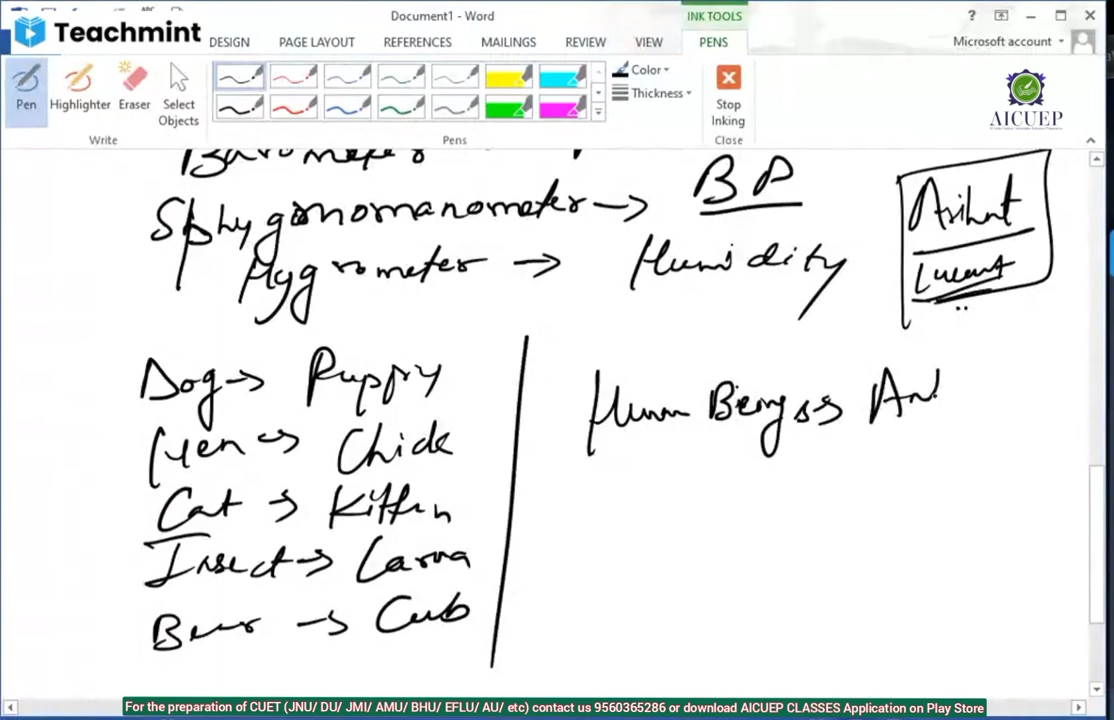 Document1 - Word
INK TOOLS
Teachmint
DESIGN PAGE LAYOUT REFERENCES MAILINGS REVIEW VIEW PENS
Microsoft account
Pen
Highlighter
Eraser
Select Objects
Color
Thickness
Stop Inking
Write
Pens
Close
AICUEP
Barometer
Sphygmomanometer → BP
Hygrometer → Humidity
Arihant
Lucent
Dog → Puppy
Hen → Chick
Cat → Kitten
Insect → Larva
Bear → Cub
Human Beings →
For the preparation of CUET (JNU/ DU/ JMI/ AMU/ BHU/ EFLU/ AU/ etc) contact us 9560365286 or download AICUEP CLASSES Application on Play Store